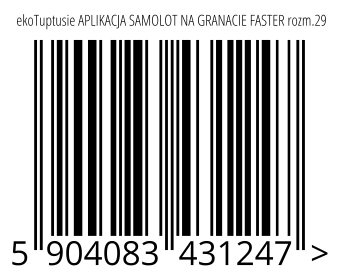 ekoTuptusie APLIKACJA SAMOLOT NA GRANACIE FASTER rozm.29
5 904083 431247 >